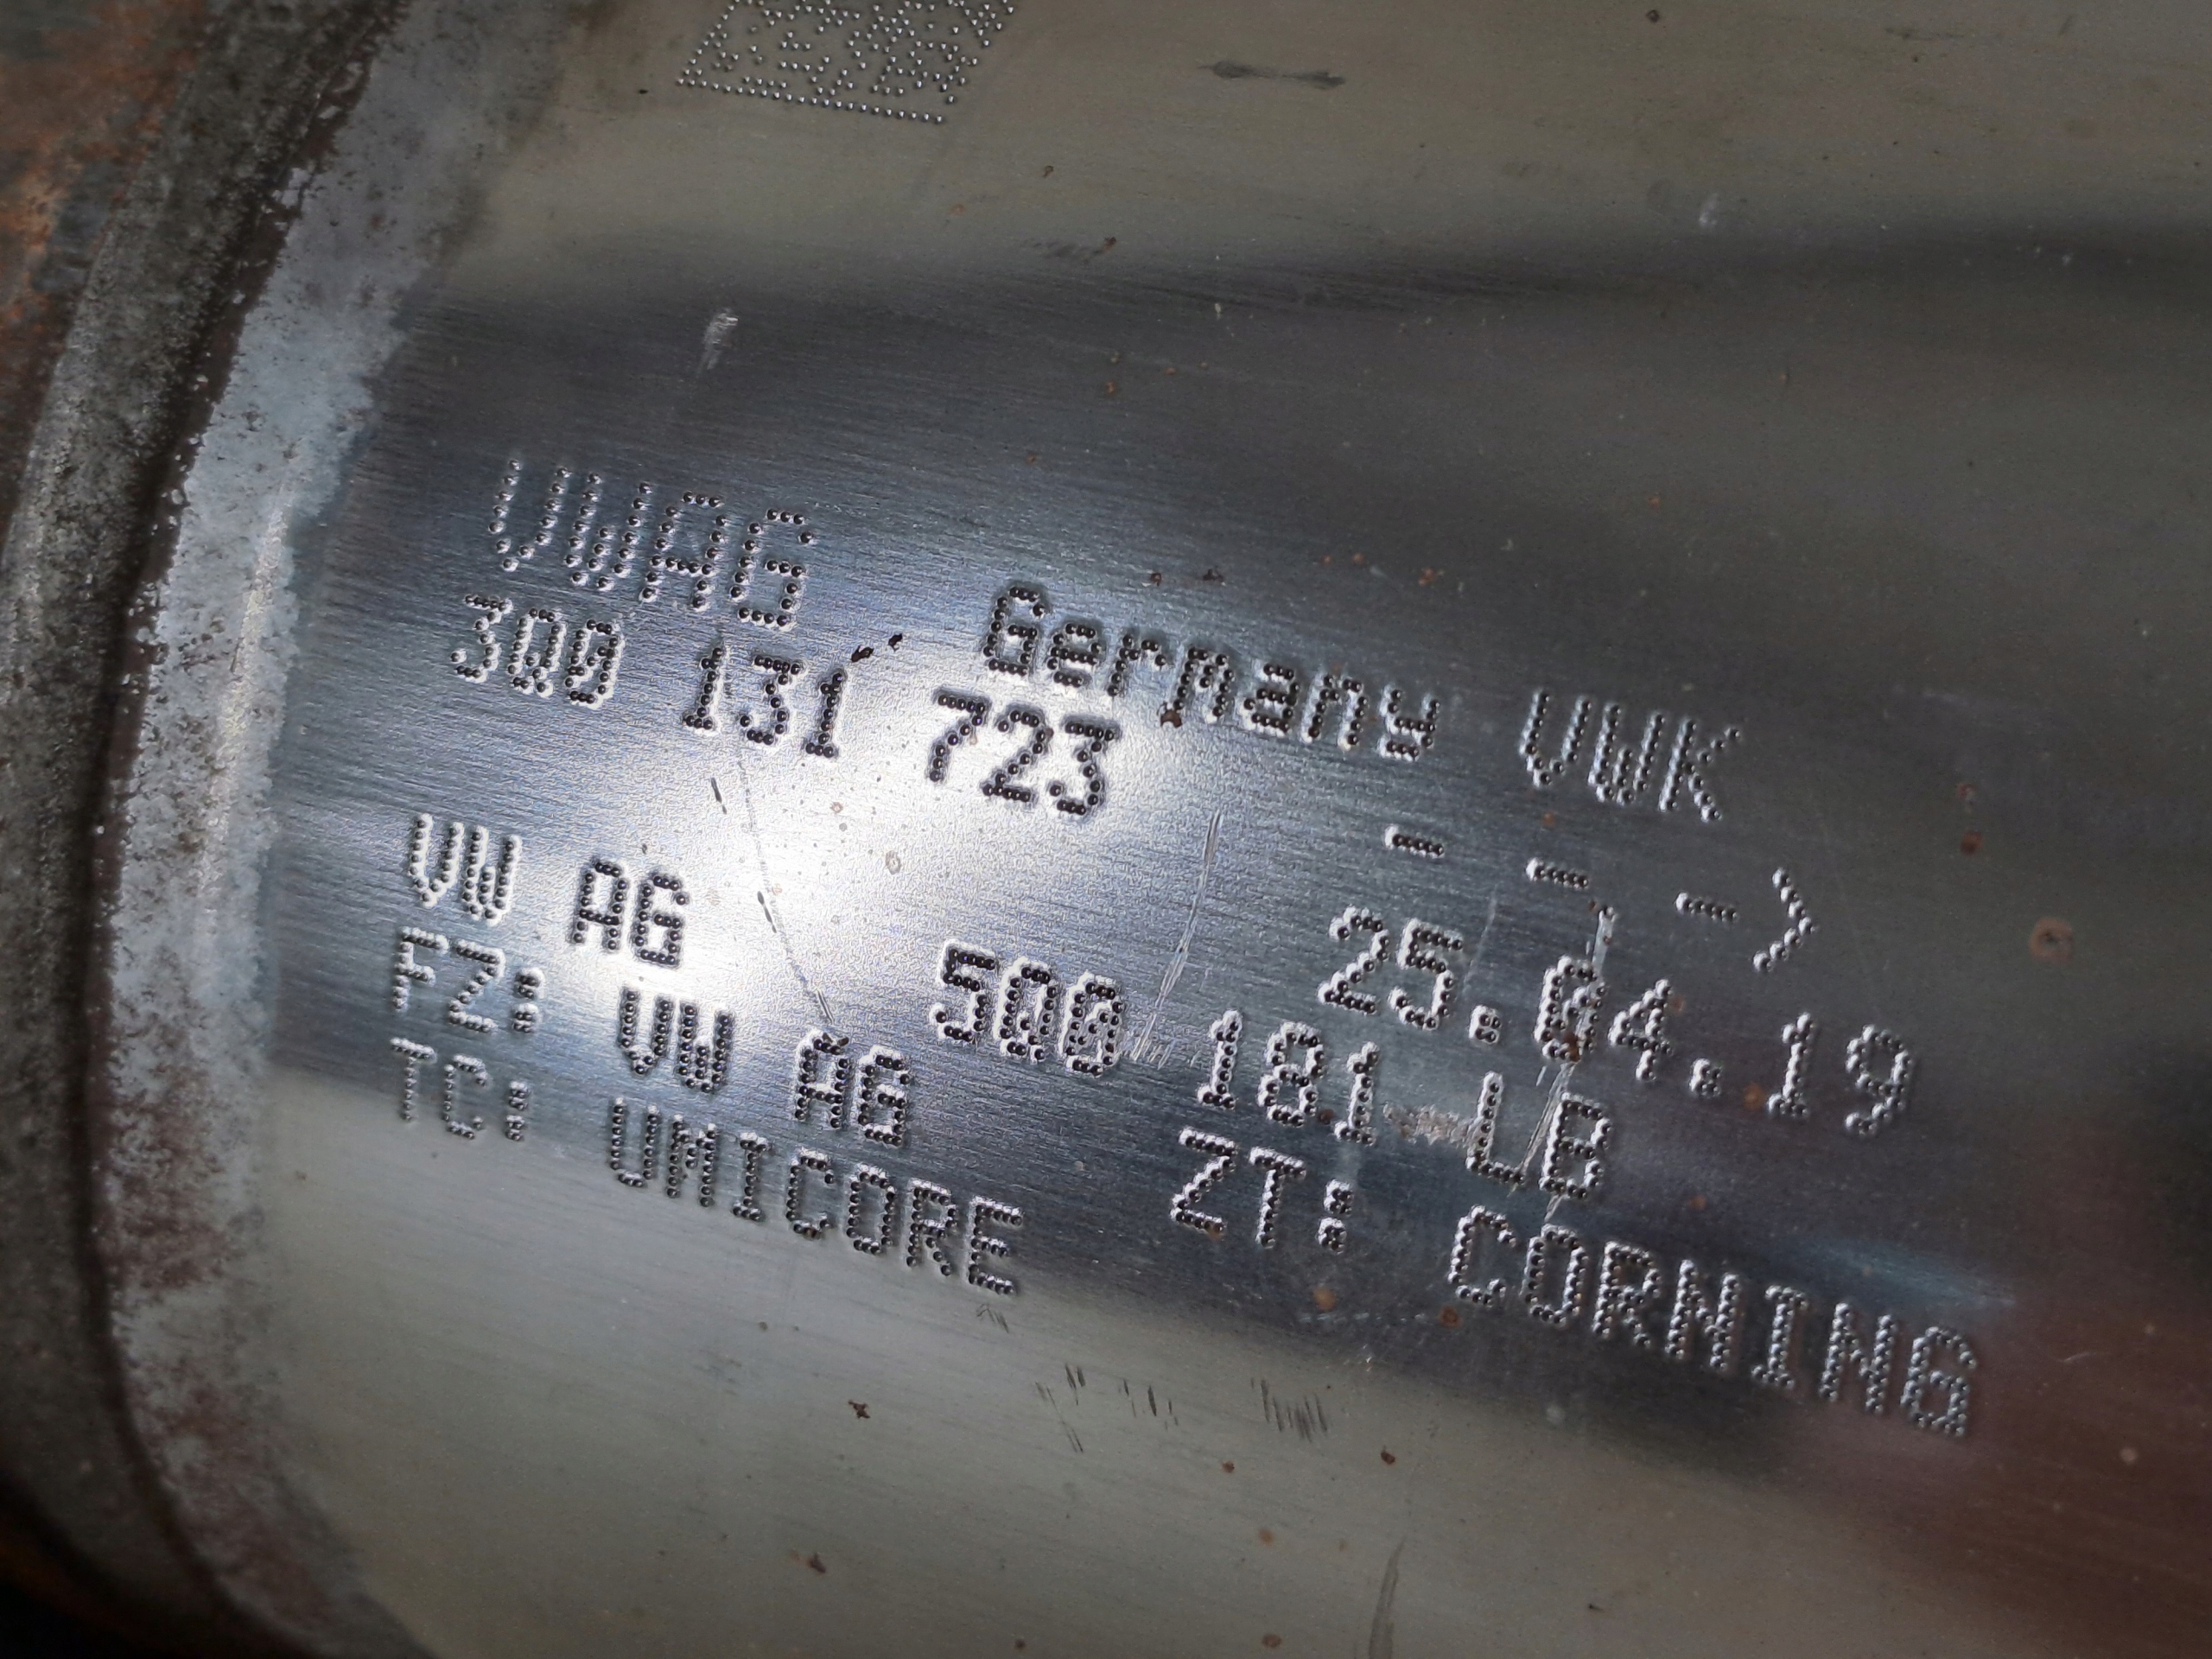 VWAG Germany VWK
3Q0 131 723 - - - >
VW AG 25.04.19
FZ: VW AG 5Q0 181 LB
TC: UMICORE ZT: CORNING